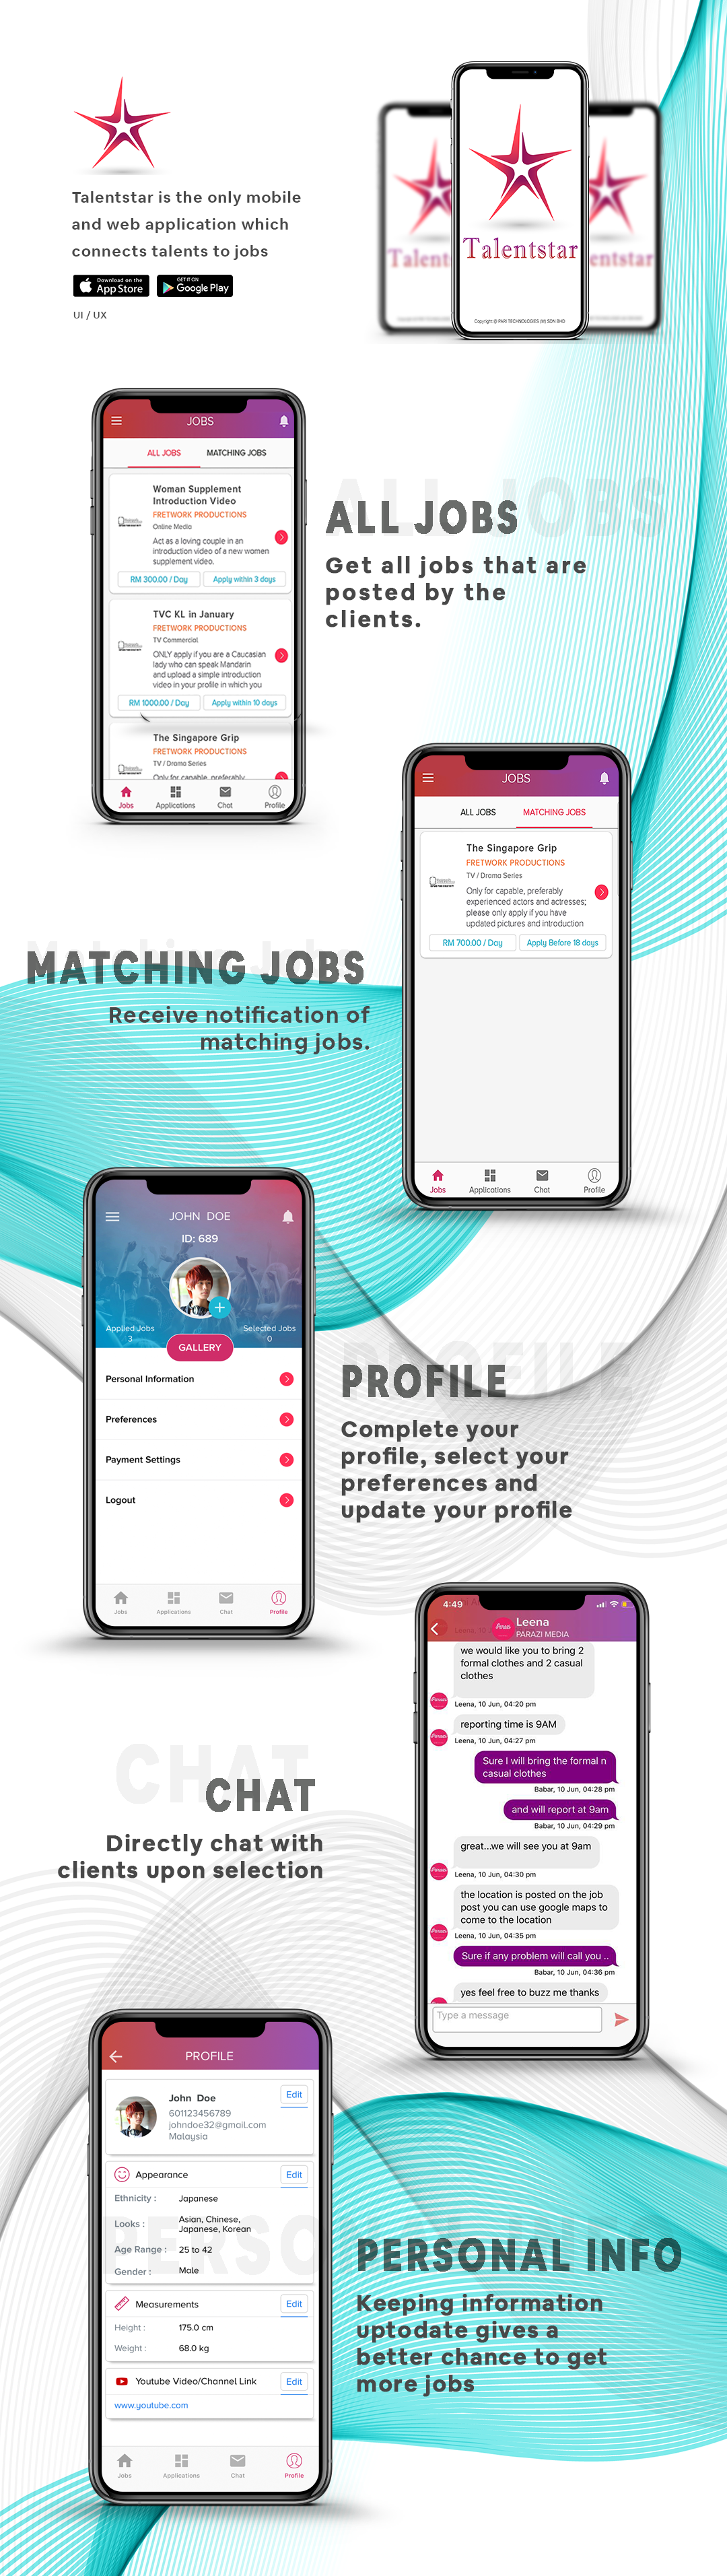 Talentstar is the only mobile
and web application which
connects talents to jobs
Download on the
App Store
GET IT ON
Google Play
UI / UX
Talentstar
Talentstar
entstar
Copyright @ PARI TECHNOLOGIES (M) SDN BHD
JOBS
ALL JOBS
MATCHING JOBS
Woman Supplement
Introduction Video
FRETWORK PRODUCTIONS
Online Media
Act as a loving couple in an
introduction video of a new women
supplement video.
RM 300.00 / Day
Apply within 3 days
TVC KL in January
FRETWORK PRODUCTIONS
TV Commercial
ONLY apply if you are a Caucasian
lady who can speak Mandarin
and upload a simple introduction
video in your profile in which you
RM 1000.00 / Day
Apply within 10 days
The Singapore Grip
FRETWORK PRODUCTIONS
TV / Drama Series
Only for capable, preferably
Jobs
Applications
Chat
Profile
ALL JOBS
ALL JOBS
Get all jobs that are
posted by the
clients.
JOBS
ALL JOBS
MATCHING JOBS
The Singapore Grip
FRETWORK PRODUCTIONS
TV / Drama Series
Only for capable, preferably
experienced actors and actresses;
please only apply if you have
updated pictures and introduction
RM 700.00 / Day
Apply Before 18 days
Jobs
Applications
Chat
Profile
Matching Jobs
MATCHING JOBS
Receive notification of
matching jobs.
JOHN DOE
ID: 689
Applied Jobs
3
Selected Jobs
0
GALLERY
Personal Information
Preferences
Payment Settings
Logout
Jobs
Applications
Chat
Profile
PROFILE
PROFILE
Complete your
profile, select your
preferences and
update your profile
4:49
Leena
PARAZI MEDIA
we would like you to bring 2
formal clothes and 2 casual
clothes
Leena, 10 Jun, 04:20 pm
reporting time is 9AM
Leena, 10 Jun, 04:27 pm
Sure I will bring the formal n
casual clothes
Babar, 10 Jun, 04:28 pm
and will report at 9am
Babar, 10 Jun, 04:29 pm
great...we will see you at 9am
Leena, 10 Jun, 04:30 pm
the location is posted on the job
post you can use google maps to
come to the location
Leena, 10 Jun, 04:35 pm
Sure if any problem will call you ..
Babar, 10 Jun, 04:36 pm
yes feel free to buzz me thanks
Type a message
CHAT
CHAT
Directly chat with
clients upon selection
PROFILE
John Doe
Edit
601123456789
johndoe32@gmail.com
Malaysia
Appearance
Edit
Ethnicity :
Japanese
Looks :
Asian, Chinese,
Japanese, Korean
Age Range :
25 to 42
Gender :
Male
Measurements
Edit
Height :
175.0 cm
Weight :
68.0 kg
Youtube Video/Channel Link
Edit
www.youtube.com
Jobs
Applications
Chat
Profile
PERSONAL INFO
Keeping information
uptodate gives a
better chance to get
more jobs